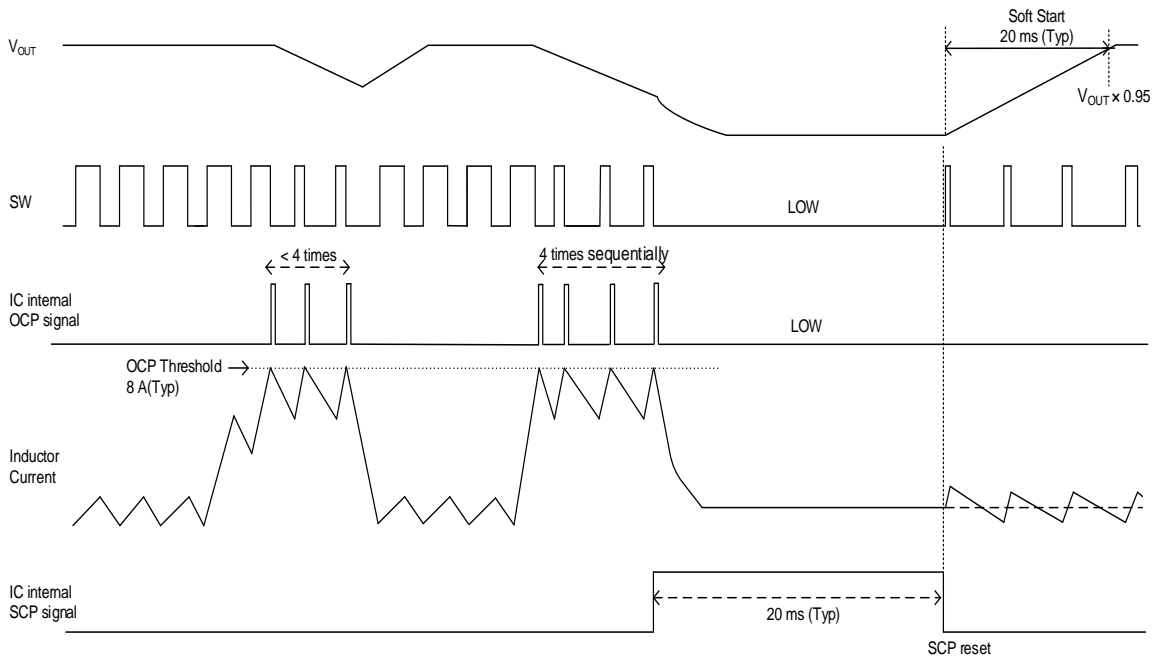 Soft Start
20 ms (Typ)
VOUT
VOUT × 0.95
SW
LOW
< 4 times
4 times sequentially
IC internal
OCP signal
LOW
OCP Threshold
8 A(Typ)
Inductor
Current
IC internal
SCP signal
20 ms (Typ)
SCP reset